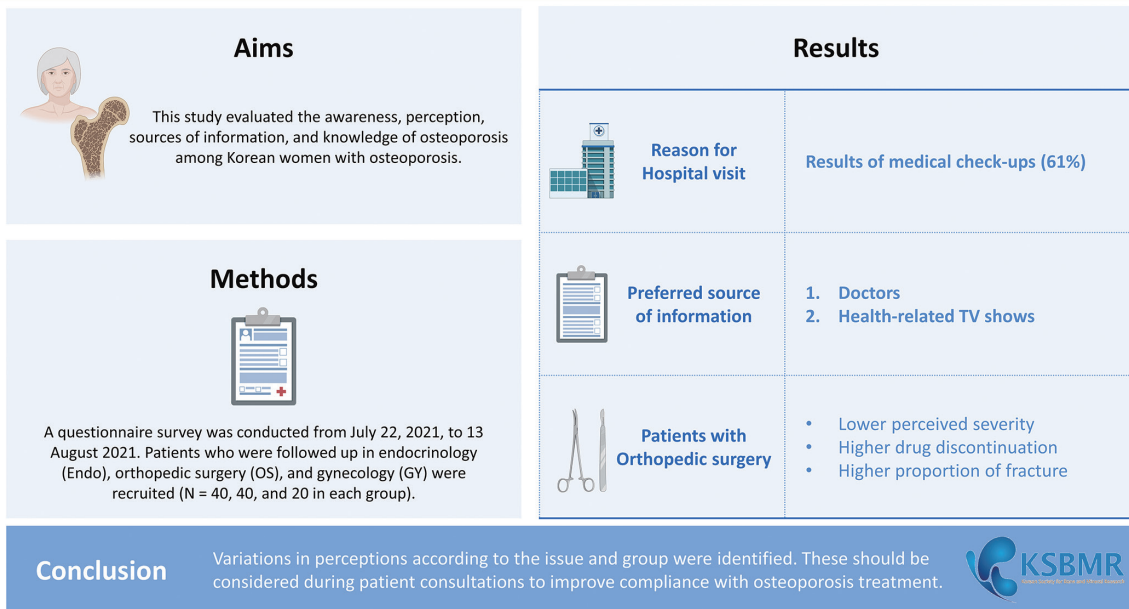 Aims
This study evaluated the awareness, perception,
sources of information, and knowledge of osteoporosis
among Korean women with osteoporosis.
Methods
A questionnaire survey was conducted from July 22, 2021, to 13
August 2021. Patients who were followed up in endocrinology
(Endo), orthopedic surgery (OS), and gynecology (GY) were
recruited (N = 40, 40, and 20 in each group).
Results
Reason for
Hospital visit
Results of medical check-ups (61%)
Preferred source
of information
1. Doctors
2. Health-related TV shows
Patients with
Orthopedic surgery
• Lower perceived severity
• Higher drug discontinuation
• Higher proportion of fracture
Conclusion
Variations in perceptions according to the issue and group were identified. These should be
considered during patient consultations to improve compliance with osteoporosis treatment.
KSBMR